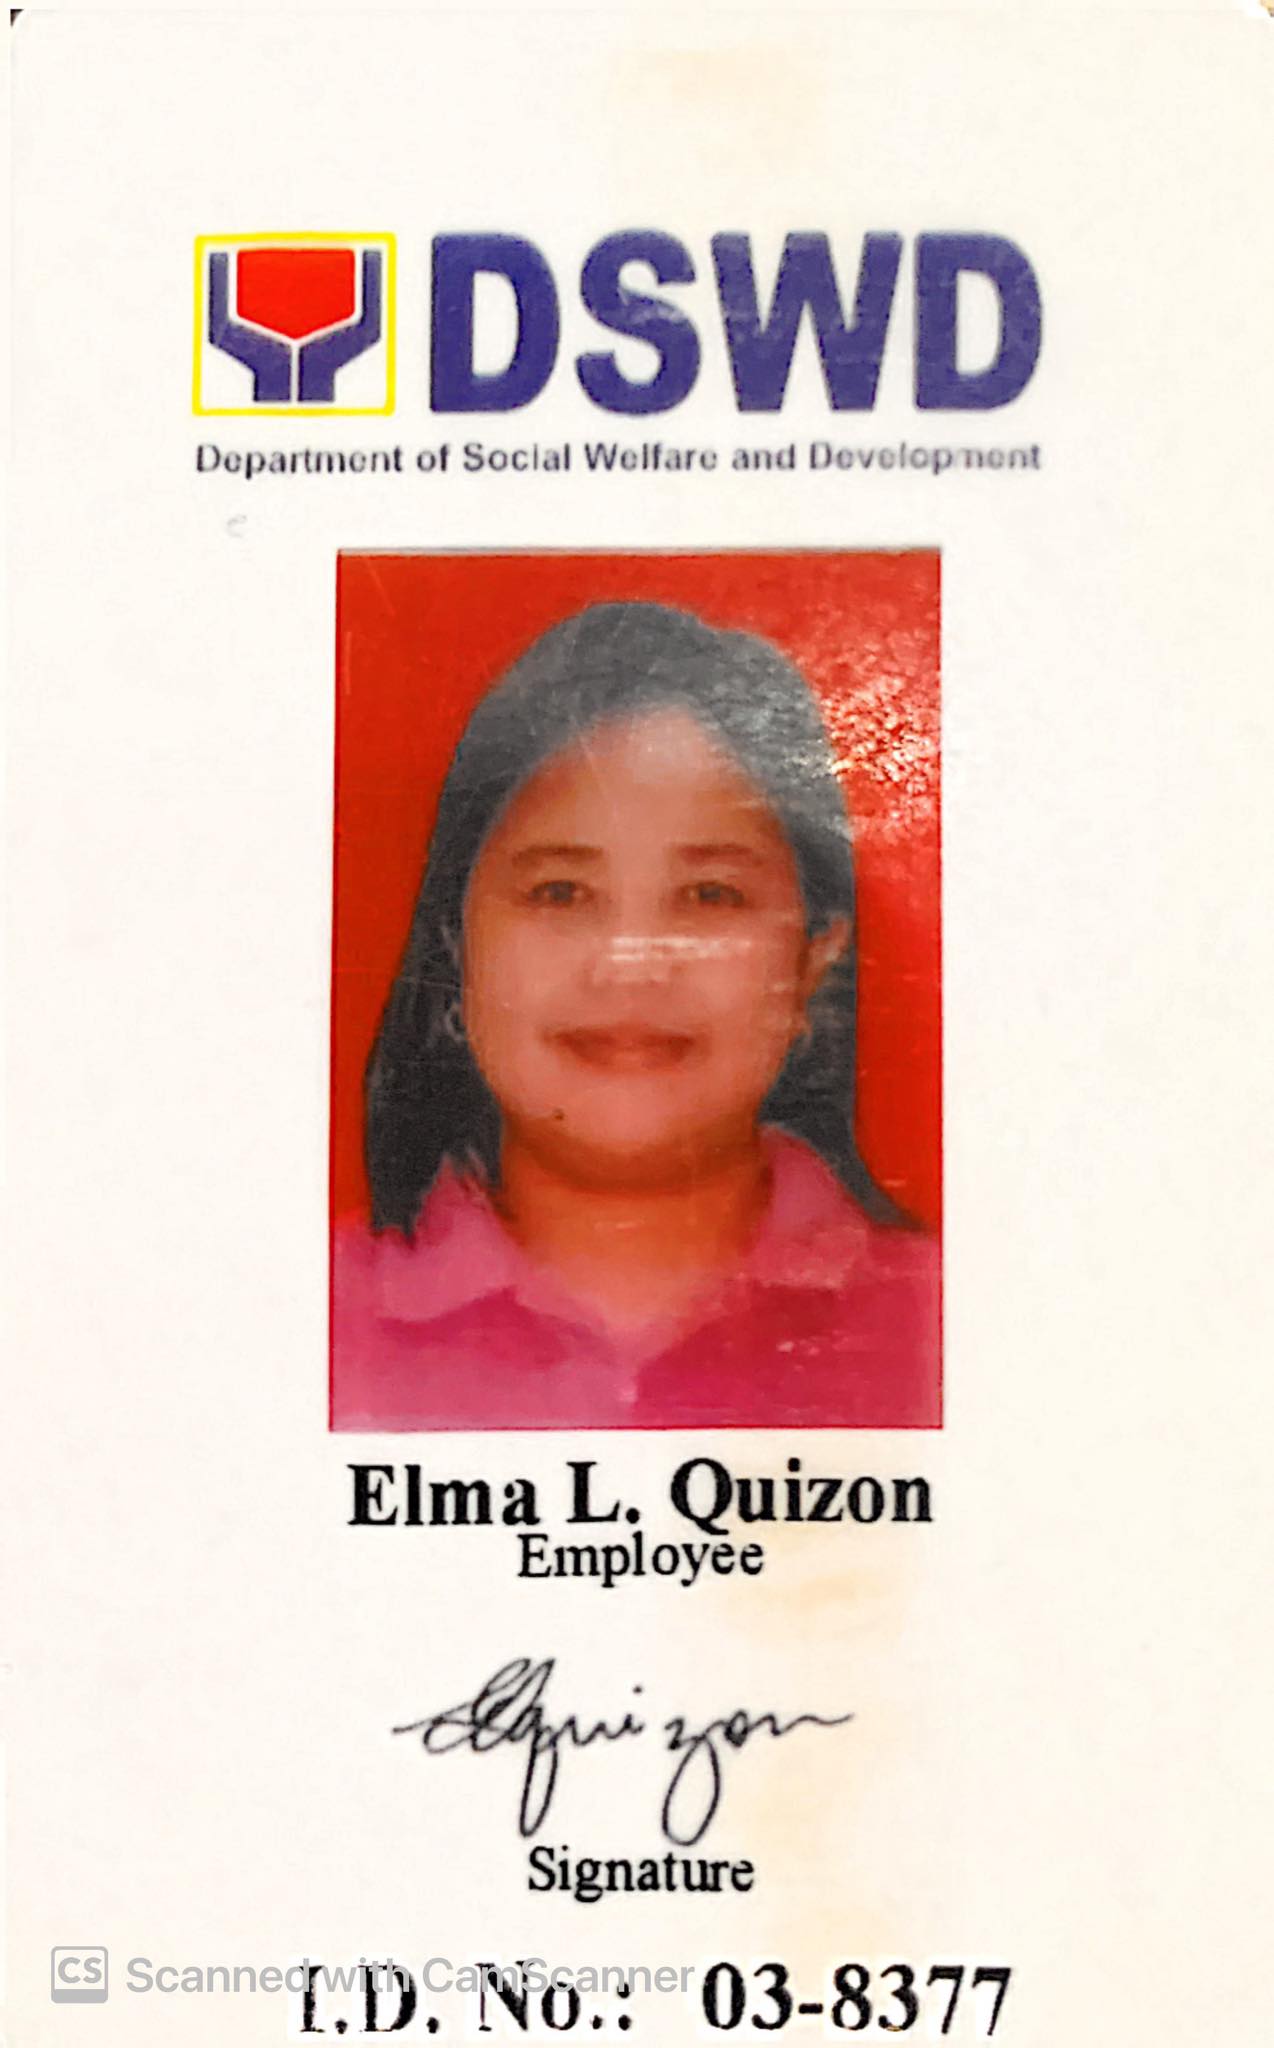 DSWD
Department of Social Welfare and Development
Elma L. Quizon
Employee
EQuizon
Signature
I.D. No.: 03-8377
CS Scanned with CamScanner